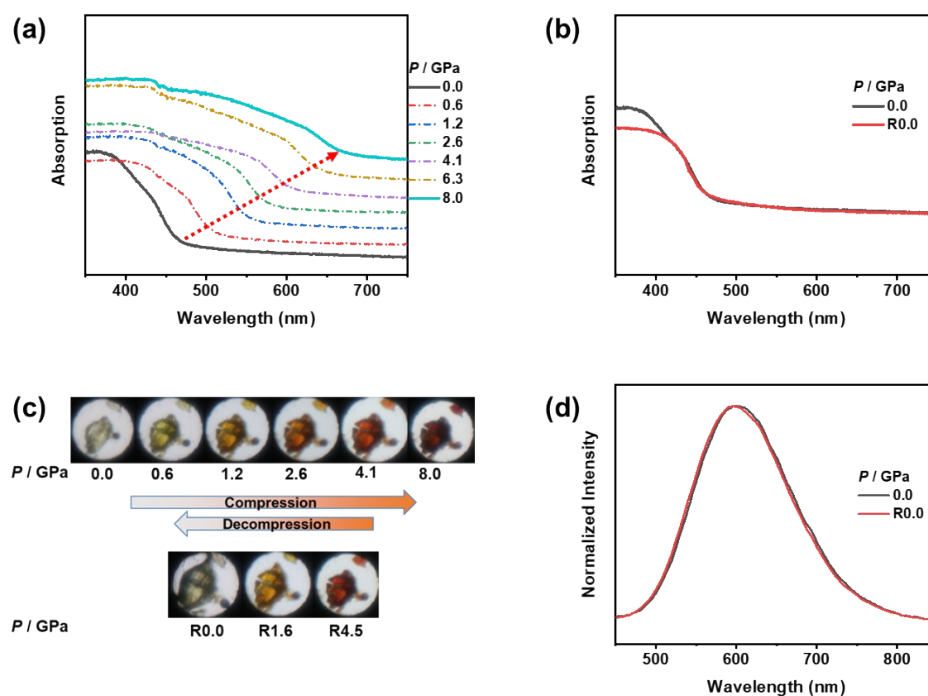 (a)
Absorption
400 500 600 700
Wavelength (nm)
P / GPa
0.0
0.6
1.2
2.6
4.1
6.3
8.0
(b)
Absorption
400 500 600 700
Wavelength (nm)
P / GPa
0.0
R0.0
(c)
P / GPa 0.0 0.6 1.2 2.6 4.1 8.0
Compression
Decompression
P / GPa R0.0 R1.6 R4.5
(d)
Normalized Intensity
500 600 700 800
Wavelength (nm)
P / GPa
0.0
R0.0